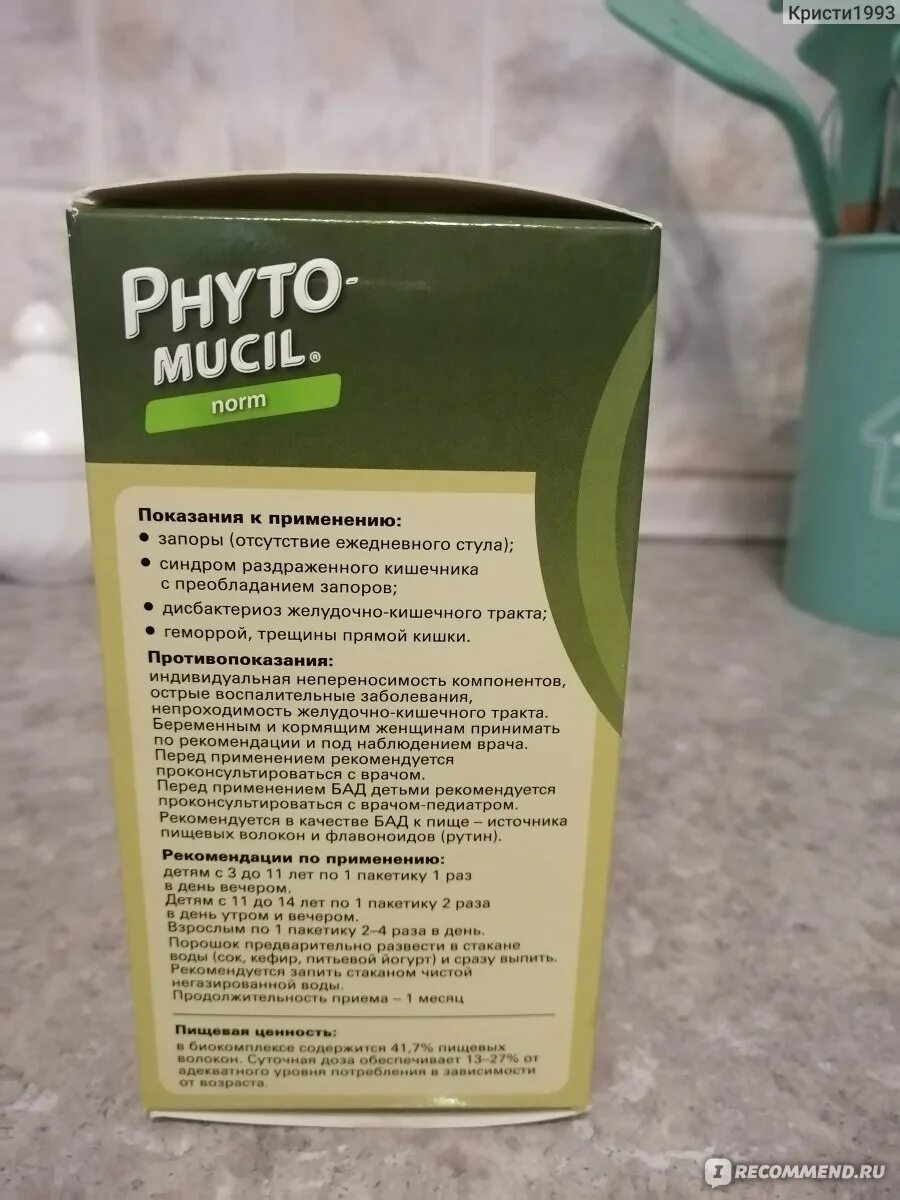 Кристи1993
PHYTO-
MUCIL®
norm
Показания к применению:
• запоры (отсутствие ежедневного стула);
• синдром раздраженного кишечника
с преобладанием запоров;
• дисбактериоз желудочно-кишечного тракта;
• геморрой, трещины прямой кишки.
Противопоказания:
индивидуальная непереносимость компонентов,
острые воспалительные заболевания,
непроходимость желудочно-кишечного тракта.
Беременным и кормящим женщинам принимать
по рекомендации и под наблюдением врача.
Перед применением рекомендуется
проконсультироваться с врачом.
Перед применением БАД детьми рекомендуется
проконсультироваться с врачом-педиатром.
Рекомендуется в качестве БАД к пище – источника
пищевых волокон и флавоноидов (рутин).
Рекомендации по применению:
детям с 3 до 11 лет по 1 пакетику 1 раз
в день вечером.
Детям с 11 до 14 лет по 1 пакетику 2 раза
в день утром и вечером.
Взрослым по 1 пакетику 2–4 раза в день.
Порошок предварительно развести в стакане
воды (сок, кефир, питьевой йогурт) и сразу выпить.
Рекомендуется запить стаканом чистой
негазированной воды.
Продолжительность приема – 1 месяц
Пищевая ценность:
в биокомплексе содержится 41,7% пищевых
волокон. Суточная доза обеспечивает 13–27% от
адекватного уровня потребления в зависимости
от возраста.
IRECOMMEND.RU